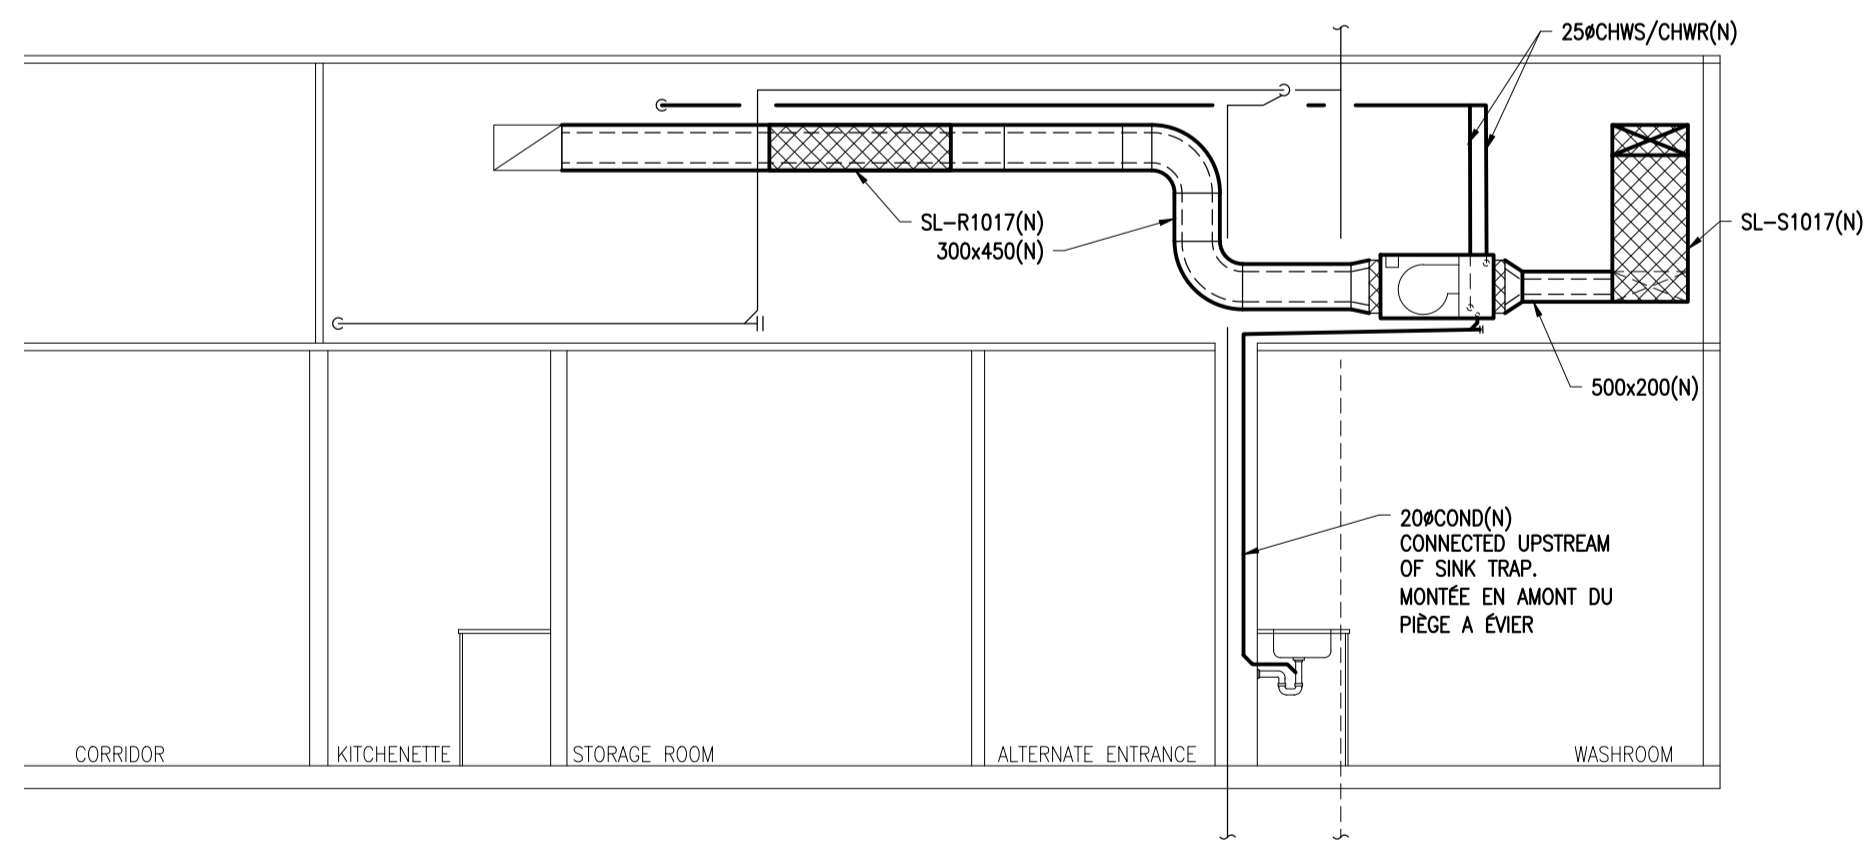 25øCHWS/CHWR(N)
SL-R1017(N)
300x450(N)
SL-S1017(N)
500x200(N)
20øCOND(N)
CONNECTED UPSTREAM
OF SINK TRAP.
MONTÉE EN AMONT DU
PIÈGE A ÉVIER
CORRIDOR
KITCHENETTE
STORAGE ROOM
ALTERNATE ENTRANCE
WASHROOM